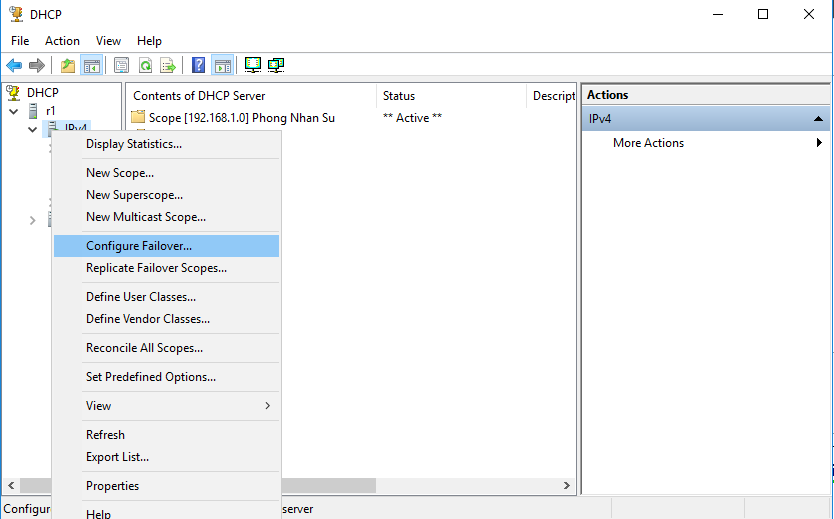 DHCP
File Action View Help
DHCP
r1
IPv4
Contents of DHCP Server Status Descript
Scope [192.168.1.0] Phong Nhan Su ** Active **
Actions
IPv4
More Actions
Display Statistics...
New Scope...
New Superscope...
New Multicast Scope...
Configure Failover...
Replicate Failover Scopes...
Define User Classes...
Define Vendor Classes...
Reconcile All Scopes...
Set Predefined Options...
View
Refresh
Export List...
Properties
Help
Configur server